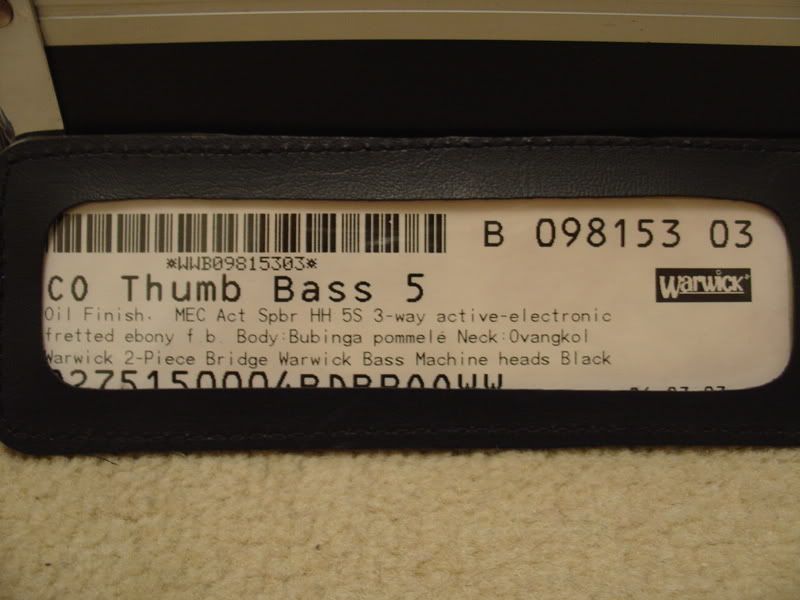 B 098153 03
*WWB09815303*
CO Thumb Bass 5
Warwick
Oil Finish. MEC Act Spbr HH 5S 3-way active-electronic
fretted ebony f.b. Body:Bubinga pommelé Neck:Ovangkol
Warwick 2-Piece Bridge Warwick Bass Machine heads Black